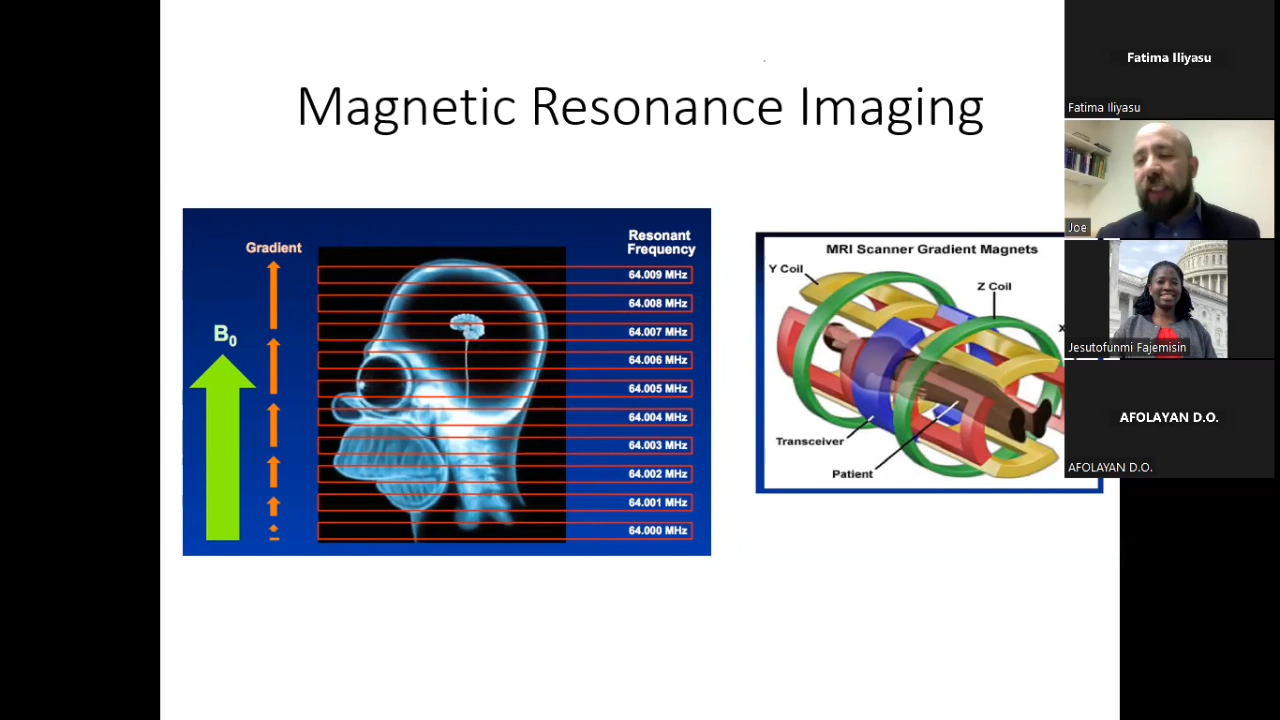 Magnetic Resonance Imaging
Gradient
B0
Resonant
Frequency
64.009 MHz
64.008 MHz
64.007 MHz
64.006 MHz
64.005 MHz
64.004 MHz
64.003 MHz
64.002 MHz
64.001 MHz
64.000 MHz
MRI Scanner Gradient Magnets
Y Coil
Z Coil
X
Transceiver
Patient
Fatima Iliyasu
Fatima Iliyasu
Joe
Jesutofunmi Fajemisin
AFOLAYAN D.O.
AFOLAYAN D.O.